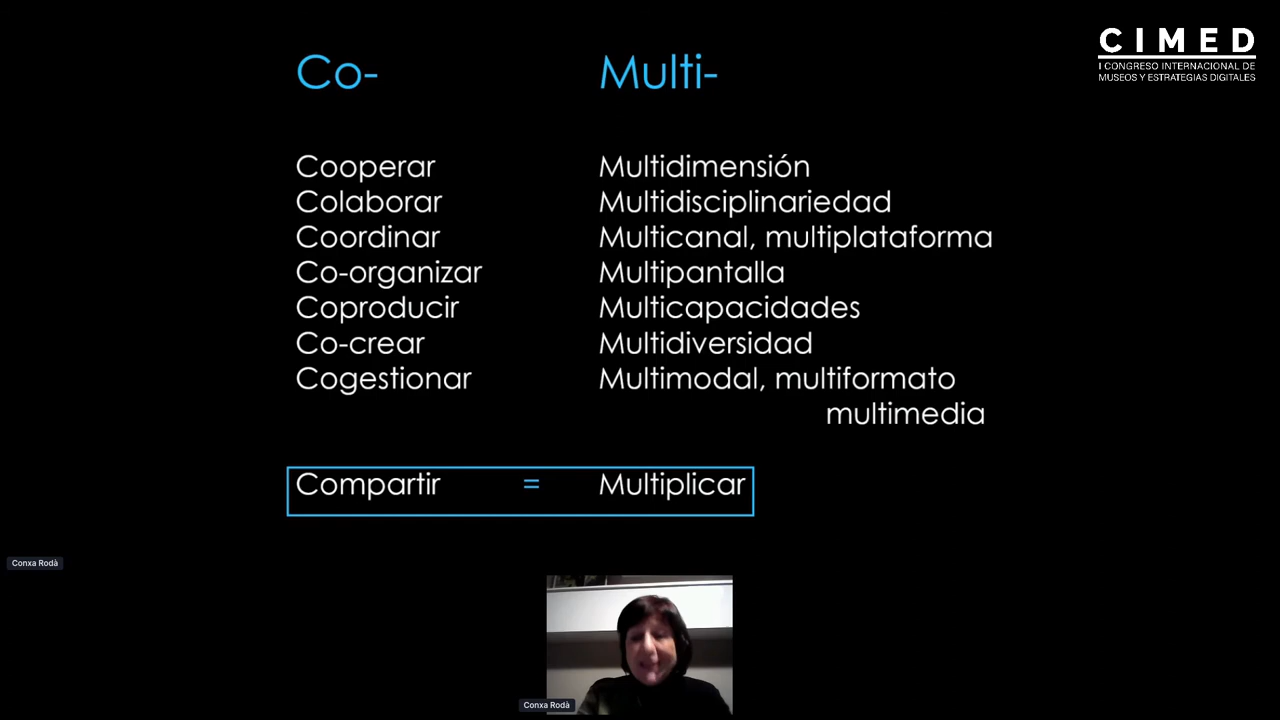 CIMED
I CONGRESO INTERNACIONAL DE
MUSEOS Y ESTRATEGIAS DIGITALES
Co-
Multi-
Cooperar
Multidimensión
Colaborar
Multidisciplinariedad
Coordinar
Multicanal, multiplataforma
Co-organizar
Multipantalla
Coproducir
Multicapacidades
Co-crear
Multidiversidad
Cogestionar
Multimodal, multiformato
multimedia
Compartir = Multiplicar
Conxa Rodà
Conxa Rodà